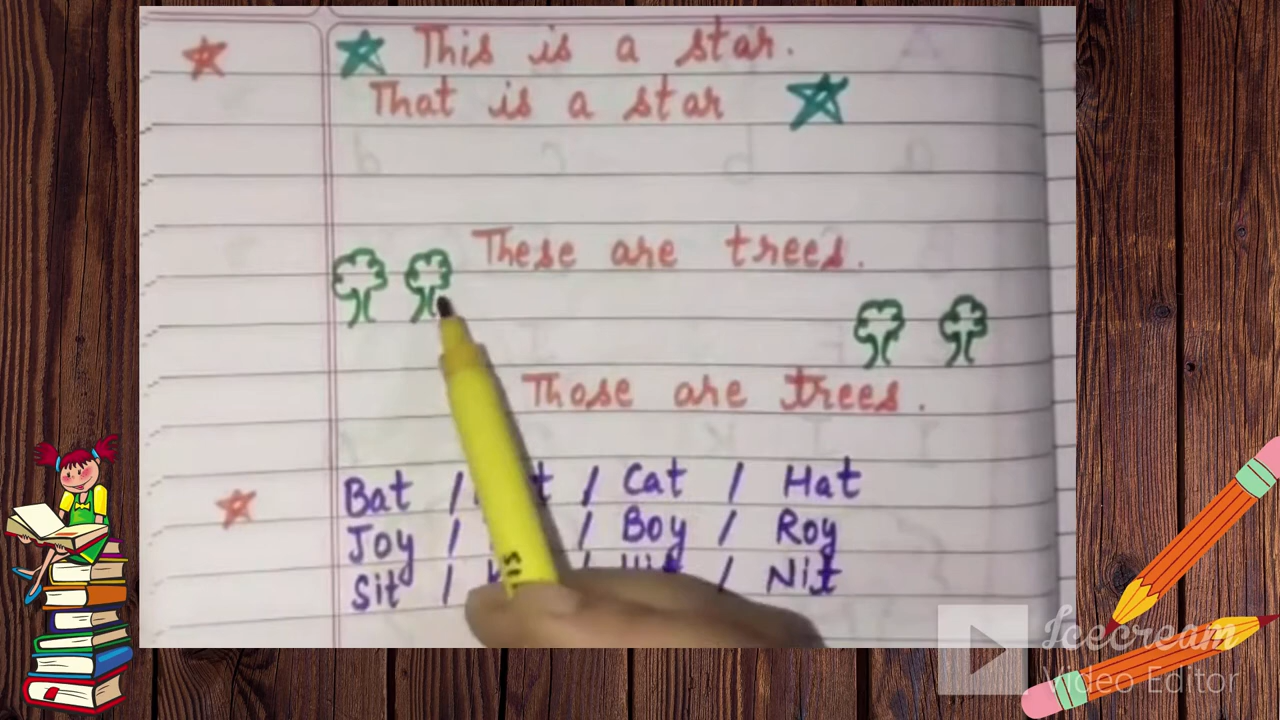 This is a star.
That is a star
These are trees.
Those are trees.
Bat / / Cat / Hat
Joy / / Boy / Roy
Sit / / / Nit
Icecream
Video Editor